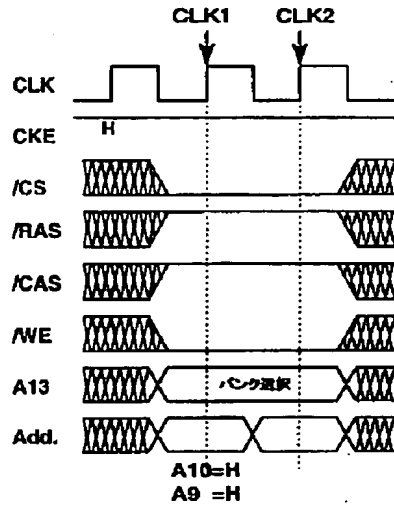 CLK1 CLK2
CLK
CKE H
/CS
/RAS
/CAS
/WE
A13 バンク選択
Add.
A10=H
A9 =H